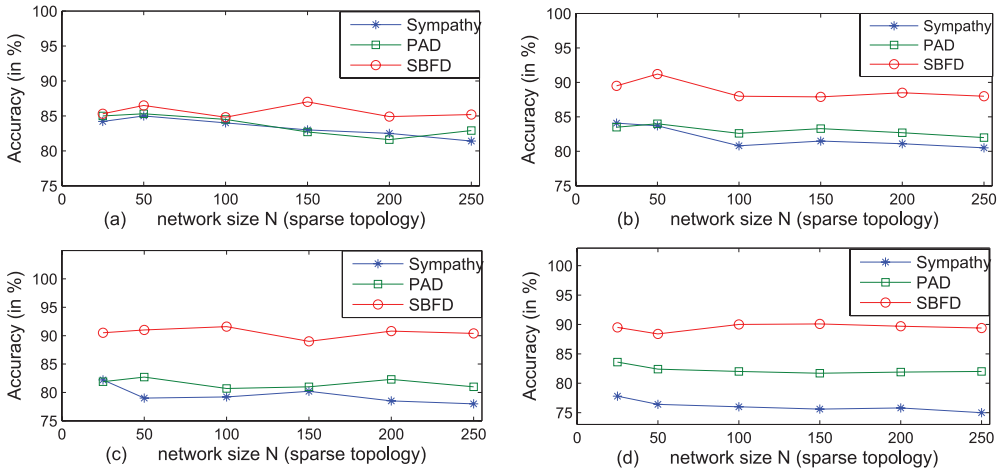 100
95
90
85
80
75
Accuracy (in %)
0
50
100
150
200
250
(a)
network size N (sparse topology)
Sympathy
PAD
SBFD
100
95
90
85
80
75
Accuracy (in %)
0
50
100
150
200
250
(b)
network size N (sparse topology)
Sympathy
PAD
SBFD
100
95
90
85
80
75
Accuracy (in %)
0
50
100
150
200
250
(c)
network size N (sparse topology)
Sympathy
PAD
SBFD
100
95
90
85
80
75
Accuracy (in %)
0
50
100
150
200
250
(d)
network size N (sparse topology)
Sympathy
PAD
SBFD